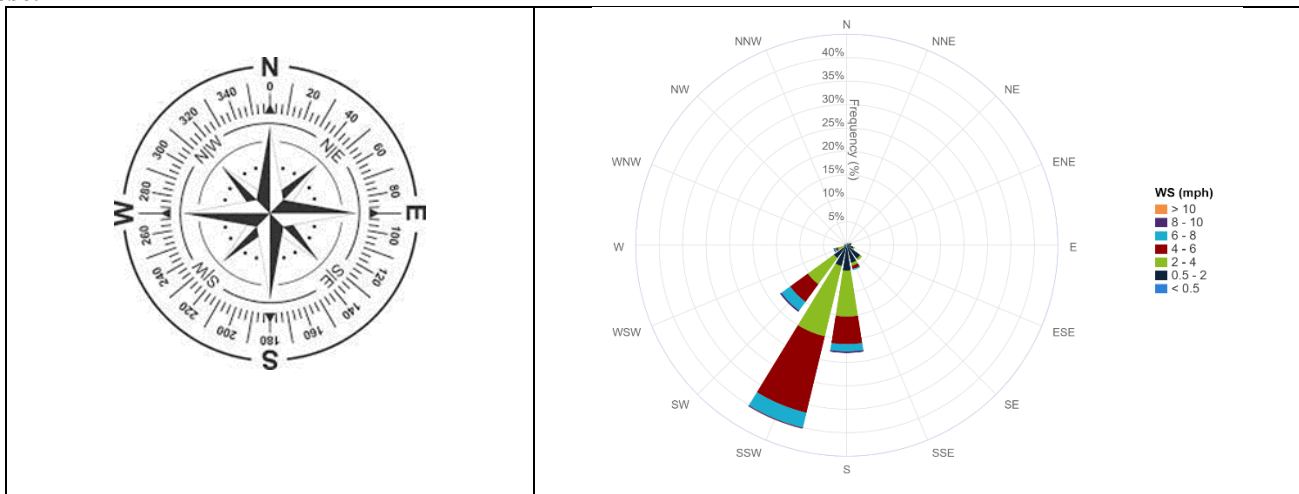 N
0
20
40
60
80
100
120
140
160
180
200
220
240
260
280
300
320
340
N|W
N|E
W
E
S|W
S|E
S
N
NNW
NNE
40%
35%
NW
NE
30%
Frequency (%)
25%
20%
WNW
ENE
15%
10%
5%
W
E
WSW
ESE
SW
SE
SSW
SSE
S
WS (mph)
> 10
8 - 10
6 - 8
4 - 6
2 - 4
0.5 - 2
< 0.5